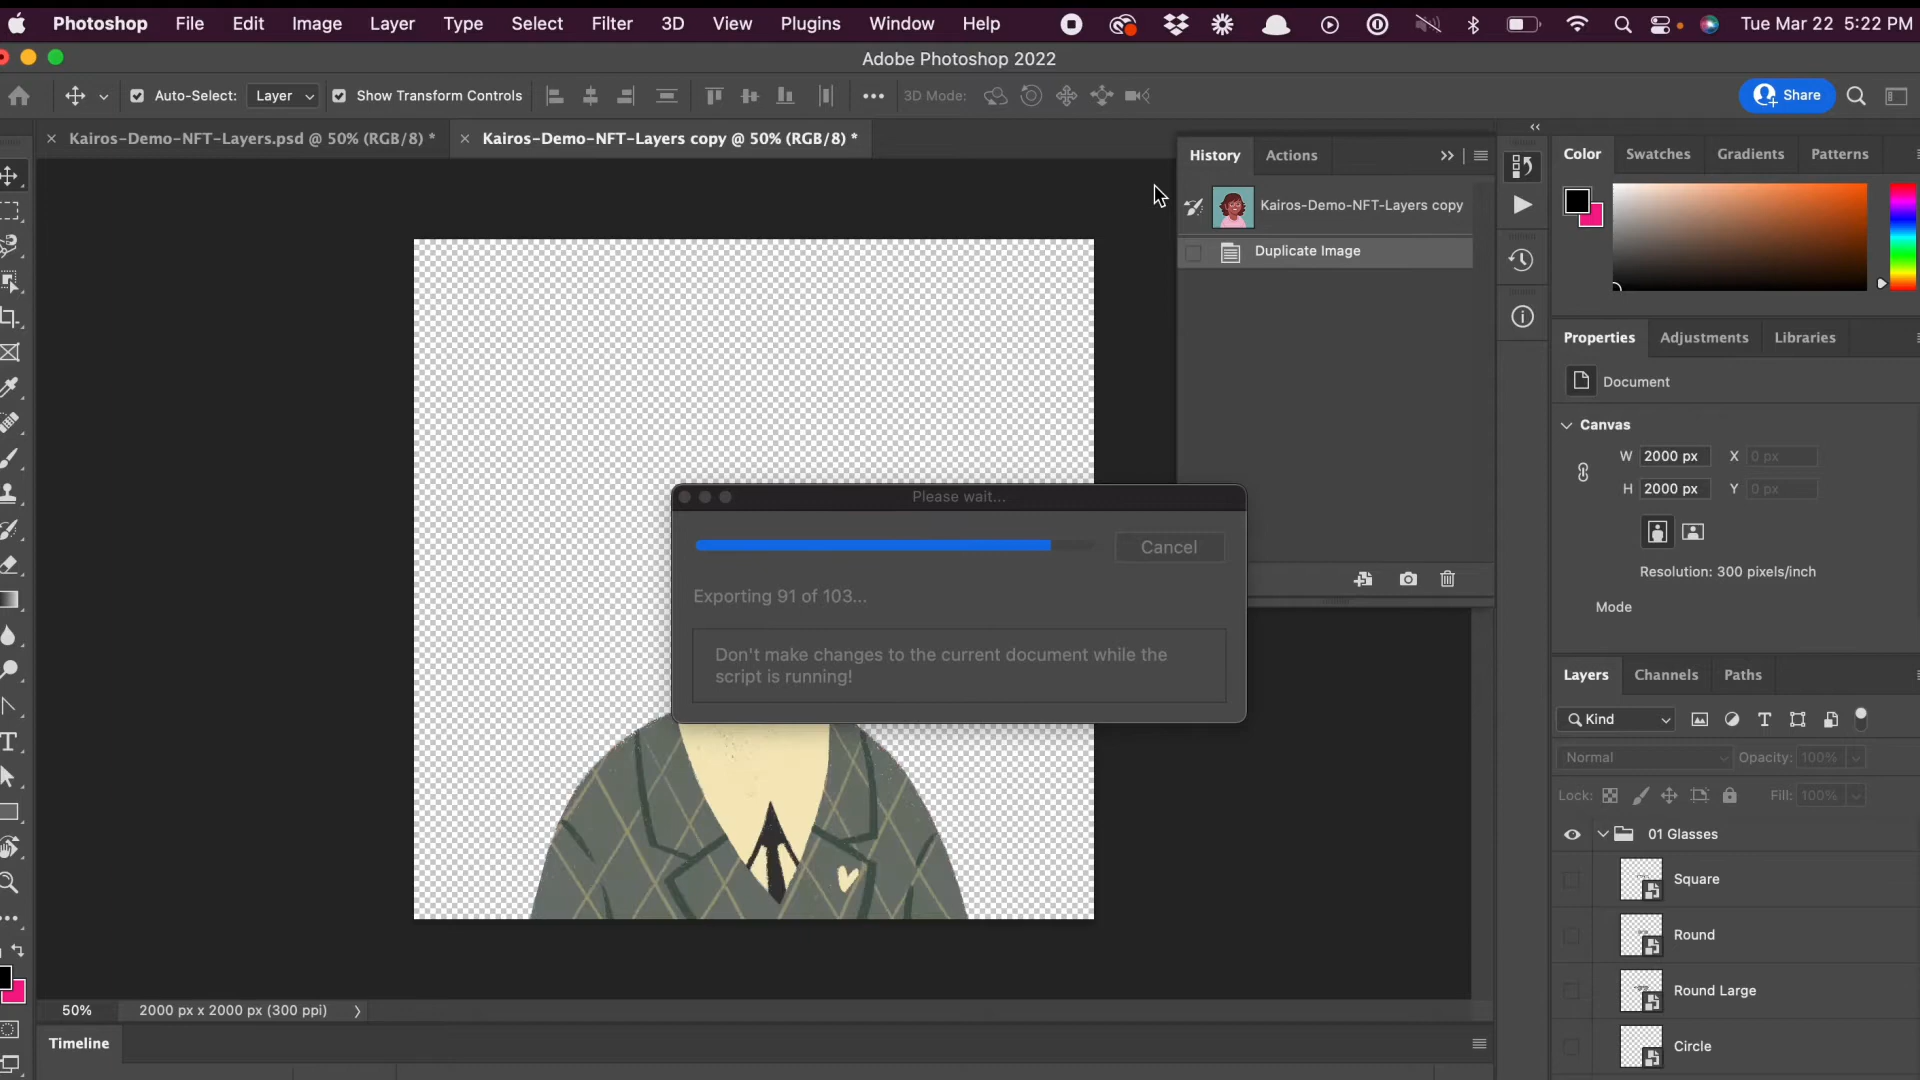 Photoshop File Edit Image Layer Type Select Filter 3D View Plugins Window Help Tue Mar 22 5:22 PM
Adobe Photoshop 2022
Auto-Select: Layer Show Transform Controls 3D Mode: Share
Kairos-Demo-NFT-Layers.psd @ 50% (RGB/8) * Kairos-Demo-NFT-Layers copy @ 50% (RGB/8) *
History Actions
Kairos-Demo-NFT-Layers copy
Duplicate Image
Color Swatches Gradients Patterns
Properties Adjustments Libraries
Document
Canvas
W 2000 px X 0 px
H 2000 px Y 0 px
Resolution: 300 pixels/inch
Mode
Please wait...
Cancel
Exporting 91 of 103...
Don't make changes to the current document while the
script is running!
Layers Channels Paths
Kind
Normal Opacity: 100%
Lock: Fill: 100%
01 Glasses
Square
Round
Round Large
Circle
50% 2000 px x 2000 px (300 ppi)
Timeline